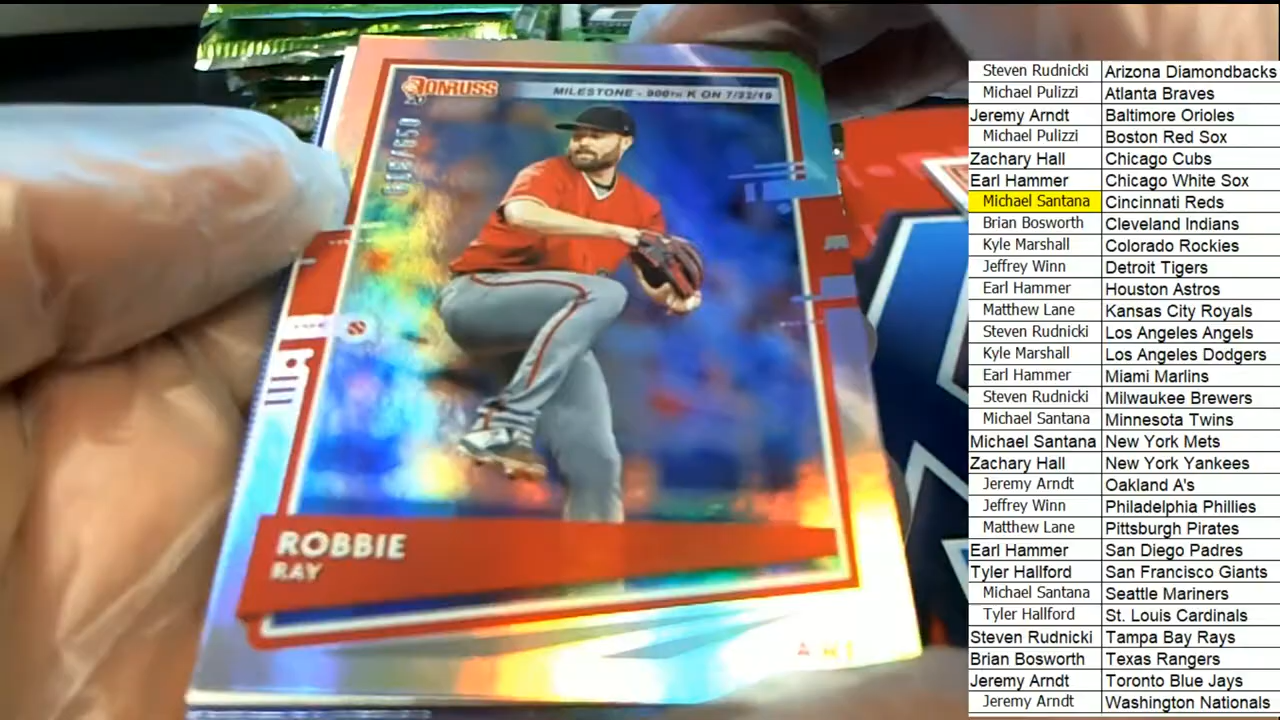 DONRUSS
MILESTONE - 900TH K ON 7/22/19
ROBBIE
RAY
Steven Rudnicki Arizona Diamondbacks
Michael Pulizzi Atlanta Braves
Jeremy Arndt Baltimore Orioles
Michael Pulizzi Boston Red Sox
Zachary Hall Chicago Cubs
Earl Hammer Chicago White Sox
Michael Santana Cincinnati Reds
Brian Bosworth Cleveland Indians
Kyle Marshall Colorado Rockies
Jeffrey Winn Detroit Tigers
Earl Hammer Houston Astros
Matthew Lane Kansas City Royals
Steven Rudnicki Los Angeles Angels
Kyle Marshall Los Angeles Dodgers
Earl Hammer Miami Marlins
Steven Rudnicki Milwaukee Brewers
Michael Santana Minnesota Twins
Michael Santana New York Mets
Zachary Hall New York Yankees
Jeremy Arndt Oakland A's
Jeffrey Winn Philadelphia Phillies
Matthew Lane Pittsburgh Pirates
Earl Hammer San Diego Padres
Tyler Hallford San Francisco Giants
Michael Santana Seattle Mariners
Tyler Hallford St. Louis Cardinals
Steven Rudnicki Tampa Bay Rays
Brian Bosworth Texas Rangers
Jeremy Arndt Toronto Blue Jays
Jeremy Arndt Washington Nationals